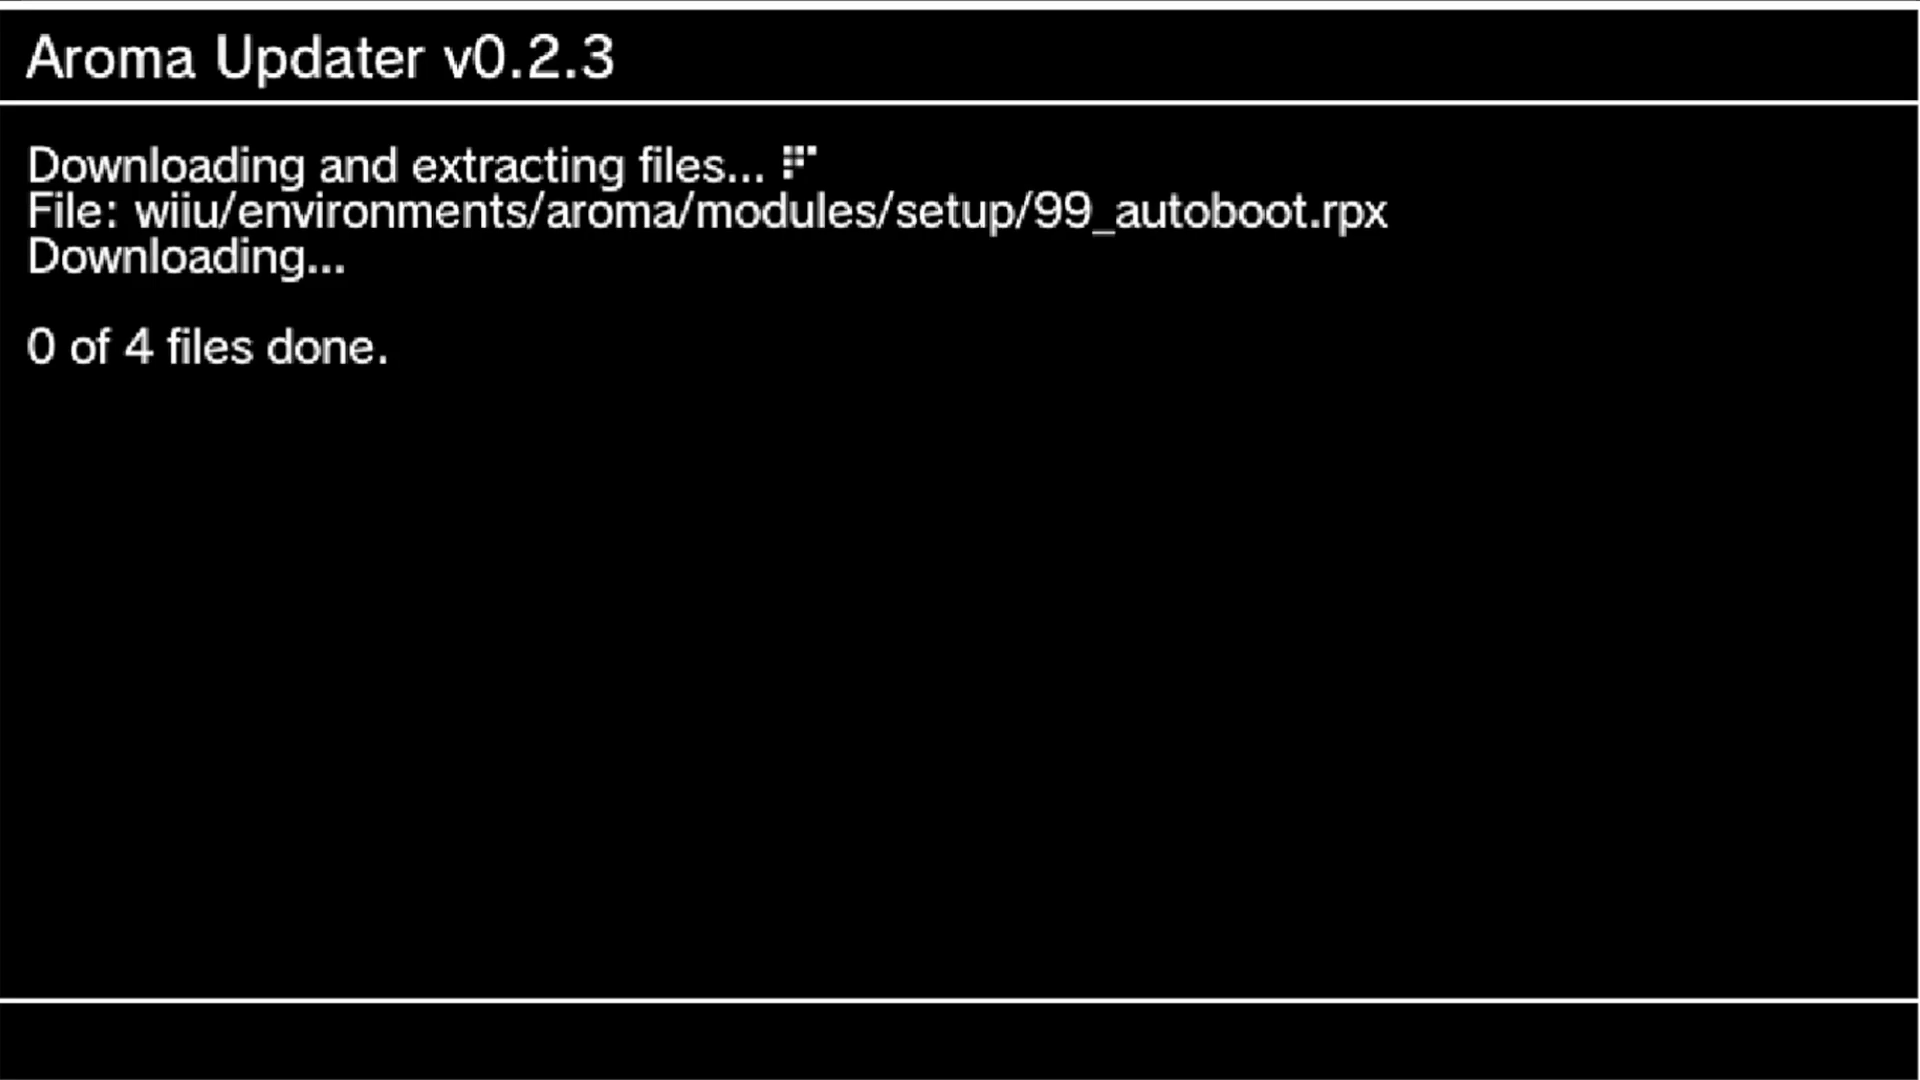 Aroma Updater v0.2.3
Downloading and extracting files...
File: wiiu/environments/aroma/modules/setup/99_autoboot.rpx
Downloading...
0 of 4 files done.